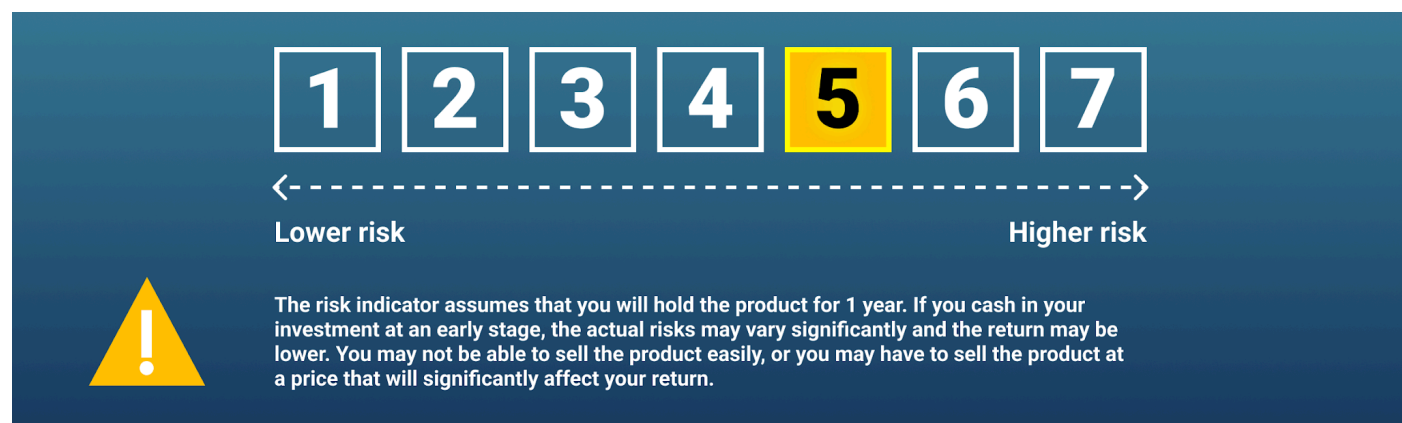 1 2 3 4 5 6 7
Lower risk Higher risk
The risk indicator assumes that you will hold the product for 1 year. If you cash in your
investment at an early stage, the actual risks may vary significantly and the return may be
lower. You may not be able to sell the product easily, or you may have to sell the product at
a price that will significantly affect your return.